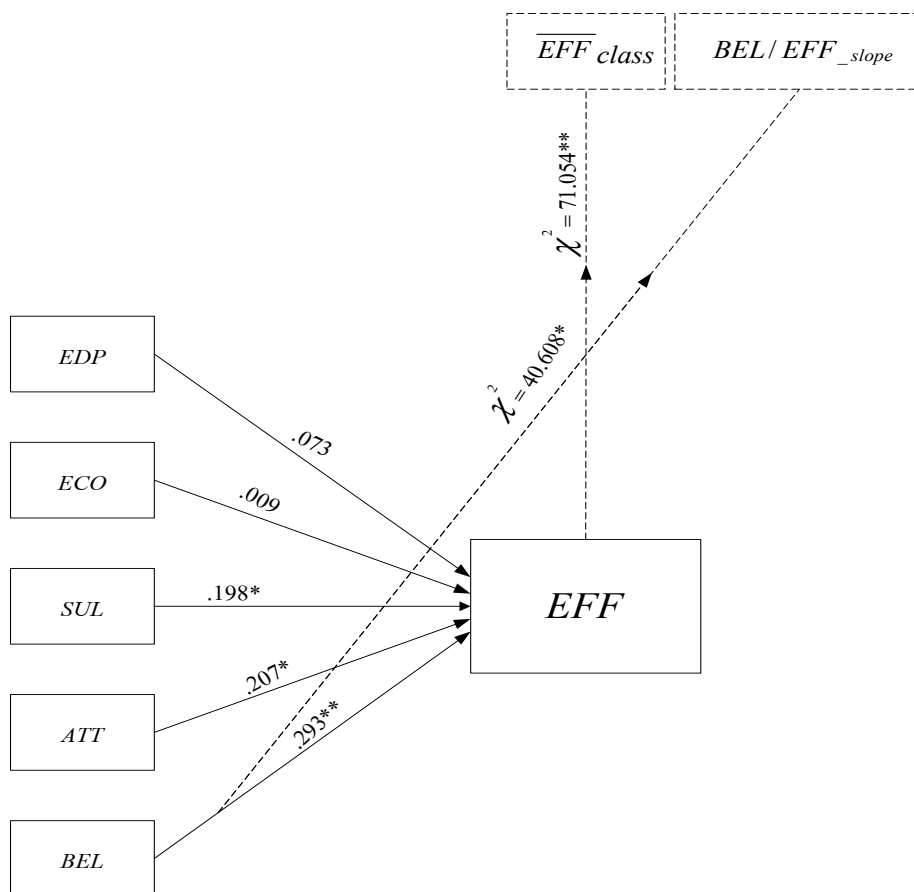 EFF class
BEL / EFF _slope
χ² = 71.054**
χ² = 40.608*
EDP
.073
ECO
.009
SUL
.198*
EFF
ATT
.207*
.293**
BEL